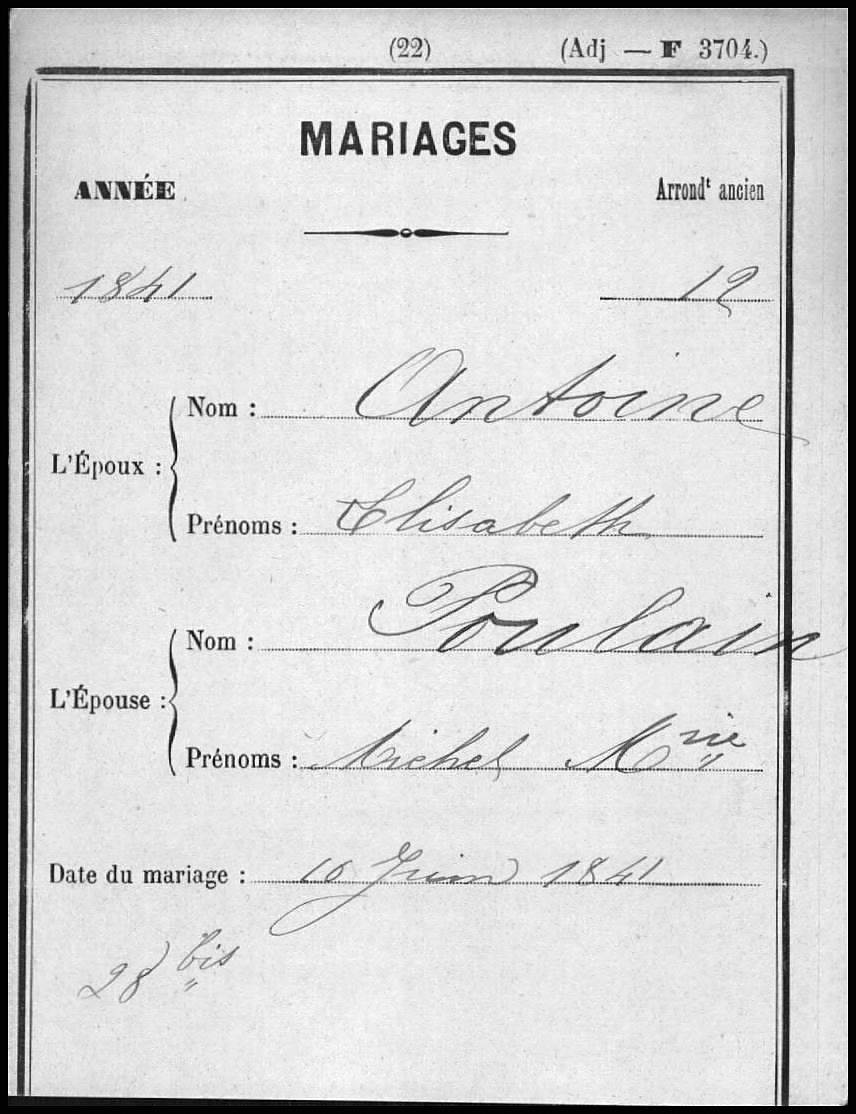 (22) (Adj — F 3704.)
MARIAGES
ANNÉE Arrond^t ancien
1841 12
L'Époux :
Nom : Antoine
Prénoms : Elisabeth
L'Épouse :
Nom : Poulain
Prénoms : Michel M^rie
Date du mariage : 10 Juin 1841
28 bis